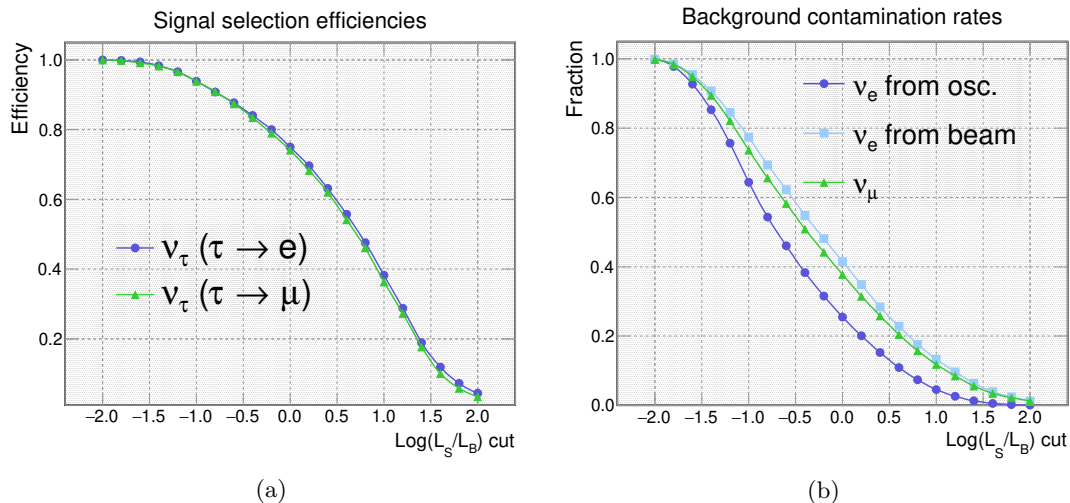 Signal selection efficiencies
Efficiency
1.0
0.8
0.6
0.4
0.2
ν_τ (τ → e)
ν_τ (τ → μ)
−2.0 −1.5 −1.0 −0.5 0.0 0.5 1.0 1.5 2.0
Log(L_S/L_B) cut
(a)
Background contamination rates
Fraction
1.0
0.8
0.6
0.4
0.2
0.0
ν_e from osc.
ν_e from beam
ν_μ
−2.0 −1.5 −1.0 −0.5 0.0 0.5 1.0 1.5 2.0
Log(L_S/L_B) cut
(b)